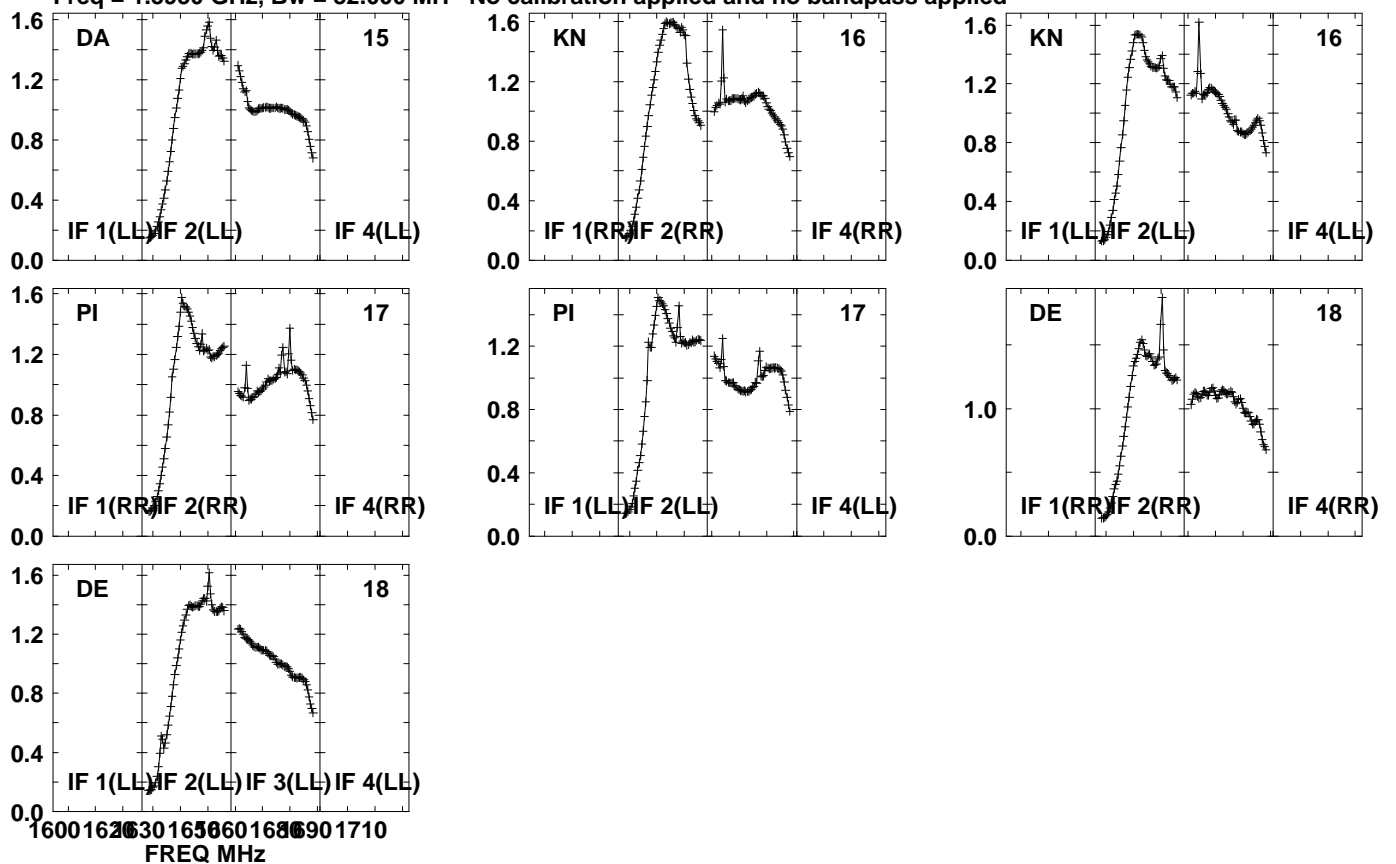 Freq = GHz, Bw = MH No calibration applied and no bandpass applied
1.6 DA 15 1.6 KN 16 1.6 KN 16
1.2 1.2 1.2
0.8 0.8 0.8
0.4 0.4 0.4
IF 1(LL) IF 2(LL) IF 4(LL) IF 1(RR) IF 2(RR) IF 4(RR) IF 1(LL) IF 2(LL) IF 4(LL)
0.0 0.0 0.0
1.6 PI 17 PI 17 DE 18
1.2 1.2
0.8 0.8 1.0
0.4 0.4
IF 1(RR) IF 2(RR) IF 4(RR) IF 1(LL) IF 2(LL) IF 4(LL) IF 1(RR) IF 2(RR) IF 4(RR)
0.0 0.0 0.0
1.6 DE 18
1.2
0.8
0.4
IF 1(LL) IF 2(LL) IF 3(LL) IF 4(LL)
0.0
1600 1620 1630 1650 1660 1680 1690 1710
FREQ MHz